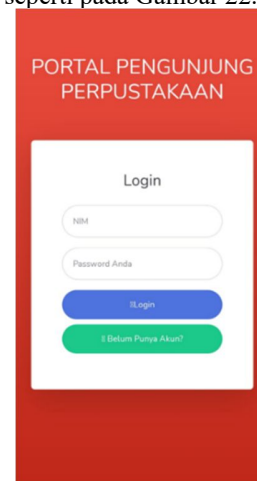 seperti pada Gambar 22.
PORTAL PENGUNJUNG
PERPUSTAKAAN
Login
NIM
Password Anda
Login
Belum Punya Akun?